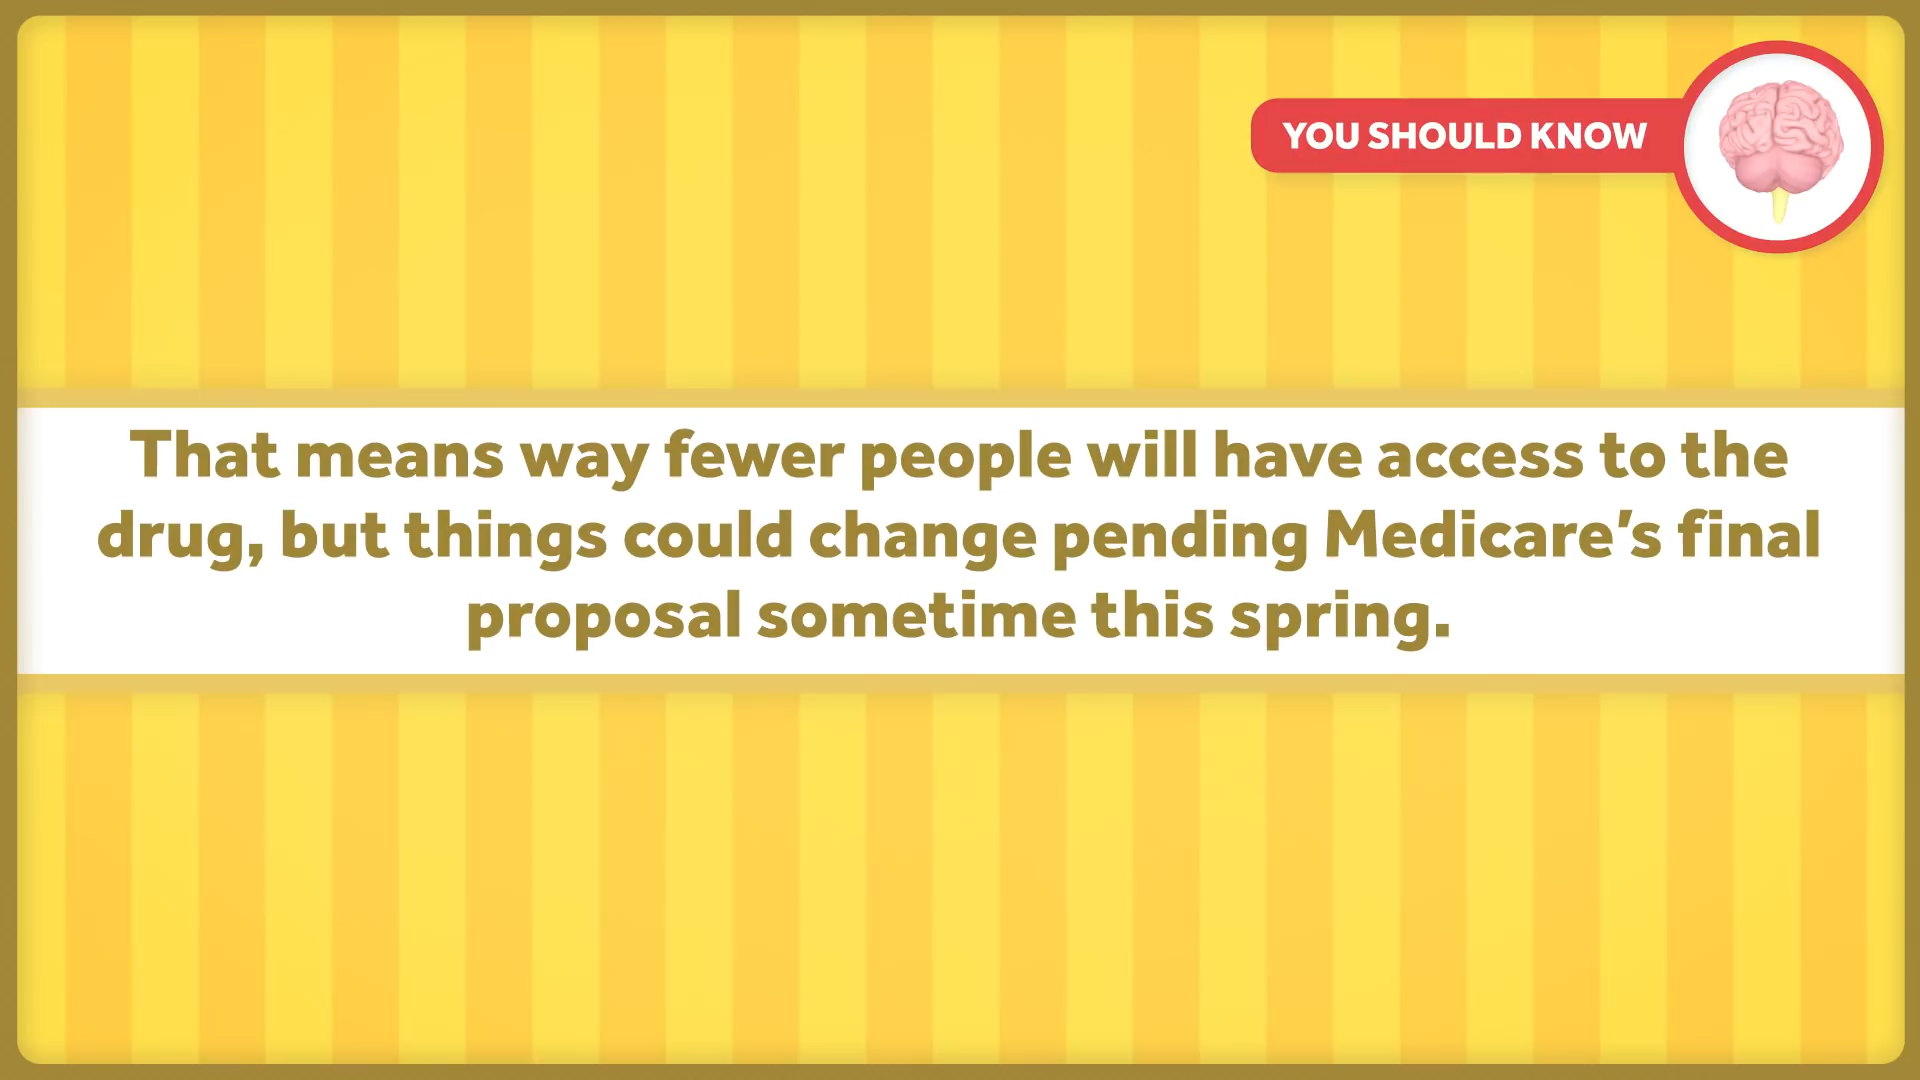 YOU SHOULD KNOW
That means way fewer people will have access to the
drug, but things could change pending Medicare’s final
proposal sometime this spring.